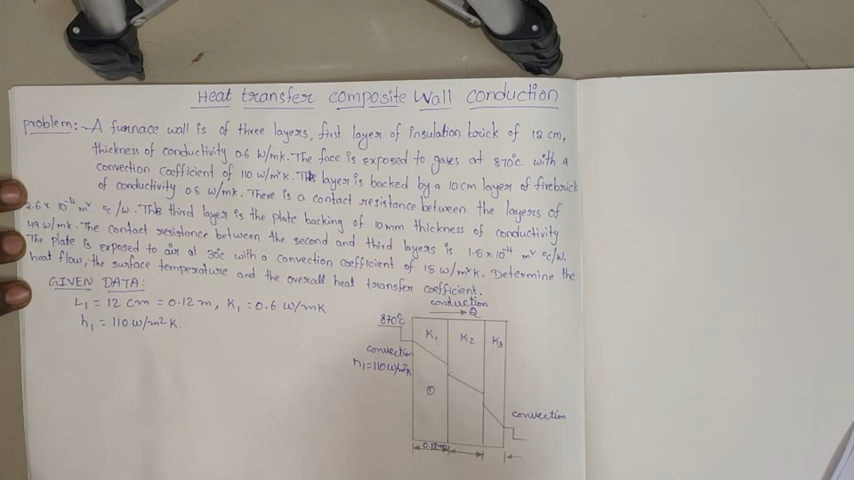 Heat transfer composite Wall conduction
problem:- A furnace wall is of three layers, first layer of insulation brick of 12 cm,
thickness of conductivity 0.6 W/mk. The face is exposed to gases at 870°C with a
convection coefficient of 110 W/m²K. The layer is backed by a 10cm layer of firebrick
of conductivity 0.8 W/mk. There is a contact resistance between the layers of
2.6 x 10⁻⁴ m² °C/W. The third layer is the plate backing of 10mm thickness of conductivity
49 W/mk. The contact resistance between the second and third layers is 1.5 x 10⁻⁴ m² °C/W.
The plate is exposed to air at 30°C with a convection coefficient of 15 W/m²K. Determine the
heat flow, the surface temperature and the overall heat transfer coefficient.
GIVEN DATA:
L₁ = 12 cm = 0.12 m, K₁ = 0.6 W/mK.
h₁ = 110 W/m²K.
conduction
Q
870°C
K₁ K₂ K₃
convection
h₁=110W/m²K
①
convection
0.12m